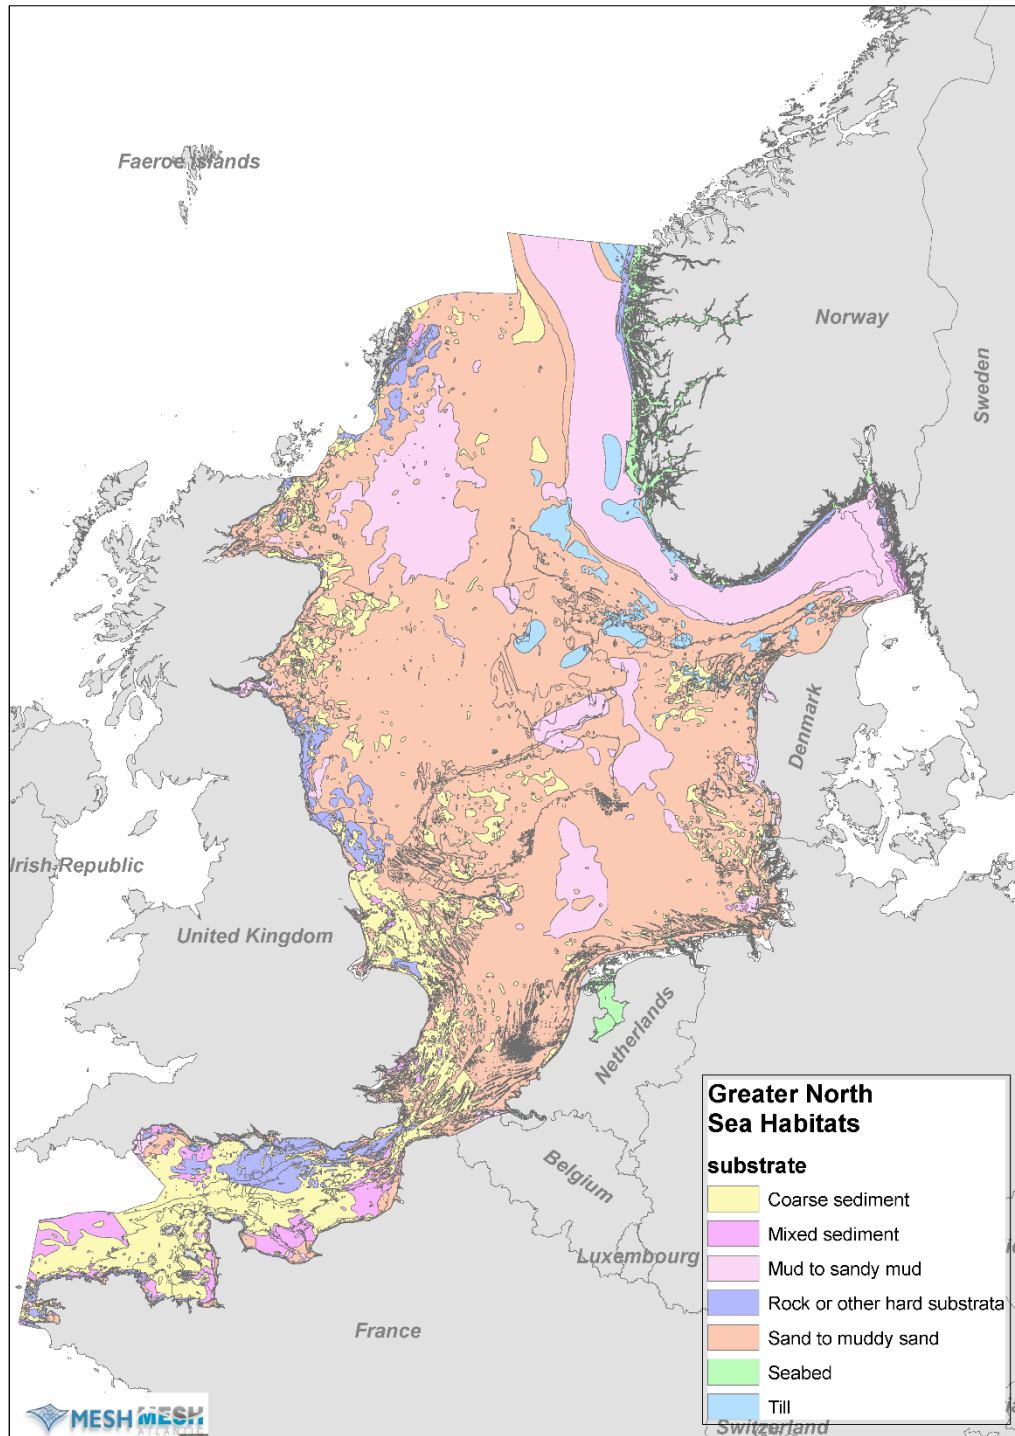 Faeroe Islands
Norway
Sweden
Denmark
Irish Republic
United Kingdom
Netherlands
Belgium
Luxembourg
France
Greater North
Sea Habitats
substrate
Coarse sediment
Mixed sediment
Mud to sandy mud
Rock or other hard substrata
Sand to muddy sand
Seabed
Till
Switzerland
MESH MESH
ATLANTIC